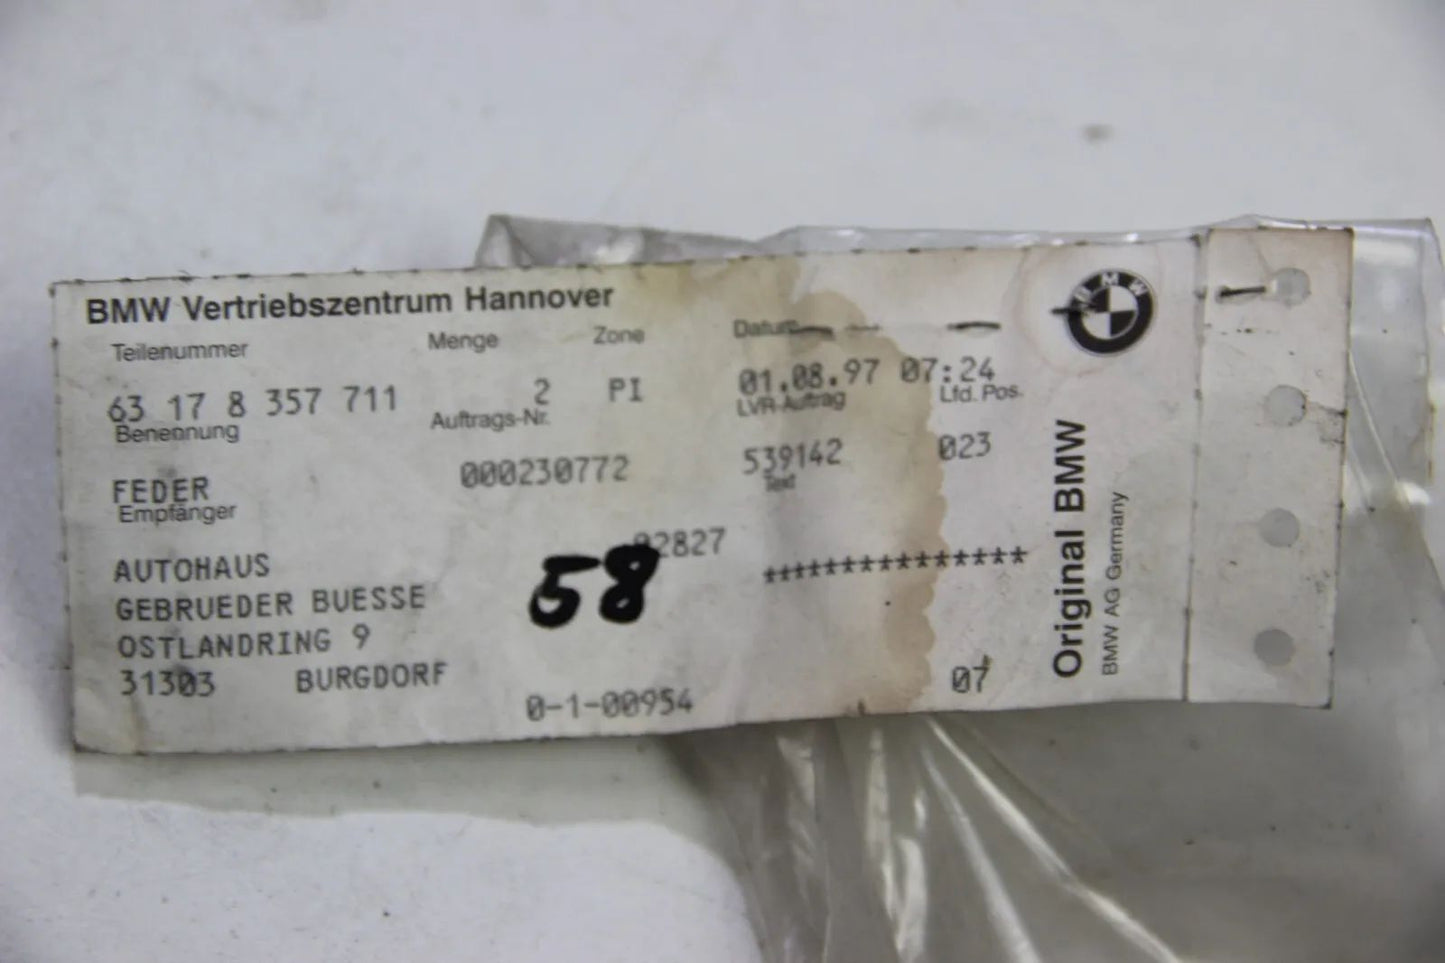 BMW Vertriebszentrum Hannover
Teilenummer Menge Zone Datum
63 17 8 357 711 2 PI 01.08.97 07:24
Benennung Auftrags-Nr. LVR-Auftrag Lfd. Pos.
FEDER 000230772 539142 023
Empfänger Text
02827
AUTOHAUS **************
GEBRUEDER BUESSE 58
OSTLANDRING 9
31303 BURGDORF 07
0-1-00954
BMW
Original BMW
BMW AG Germany